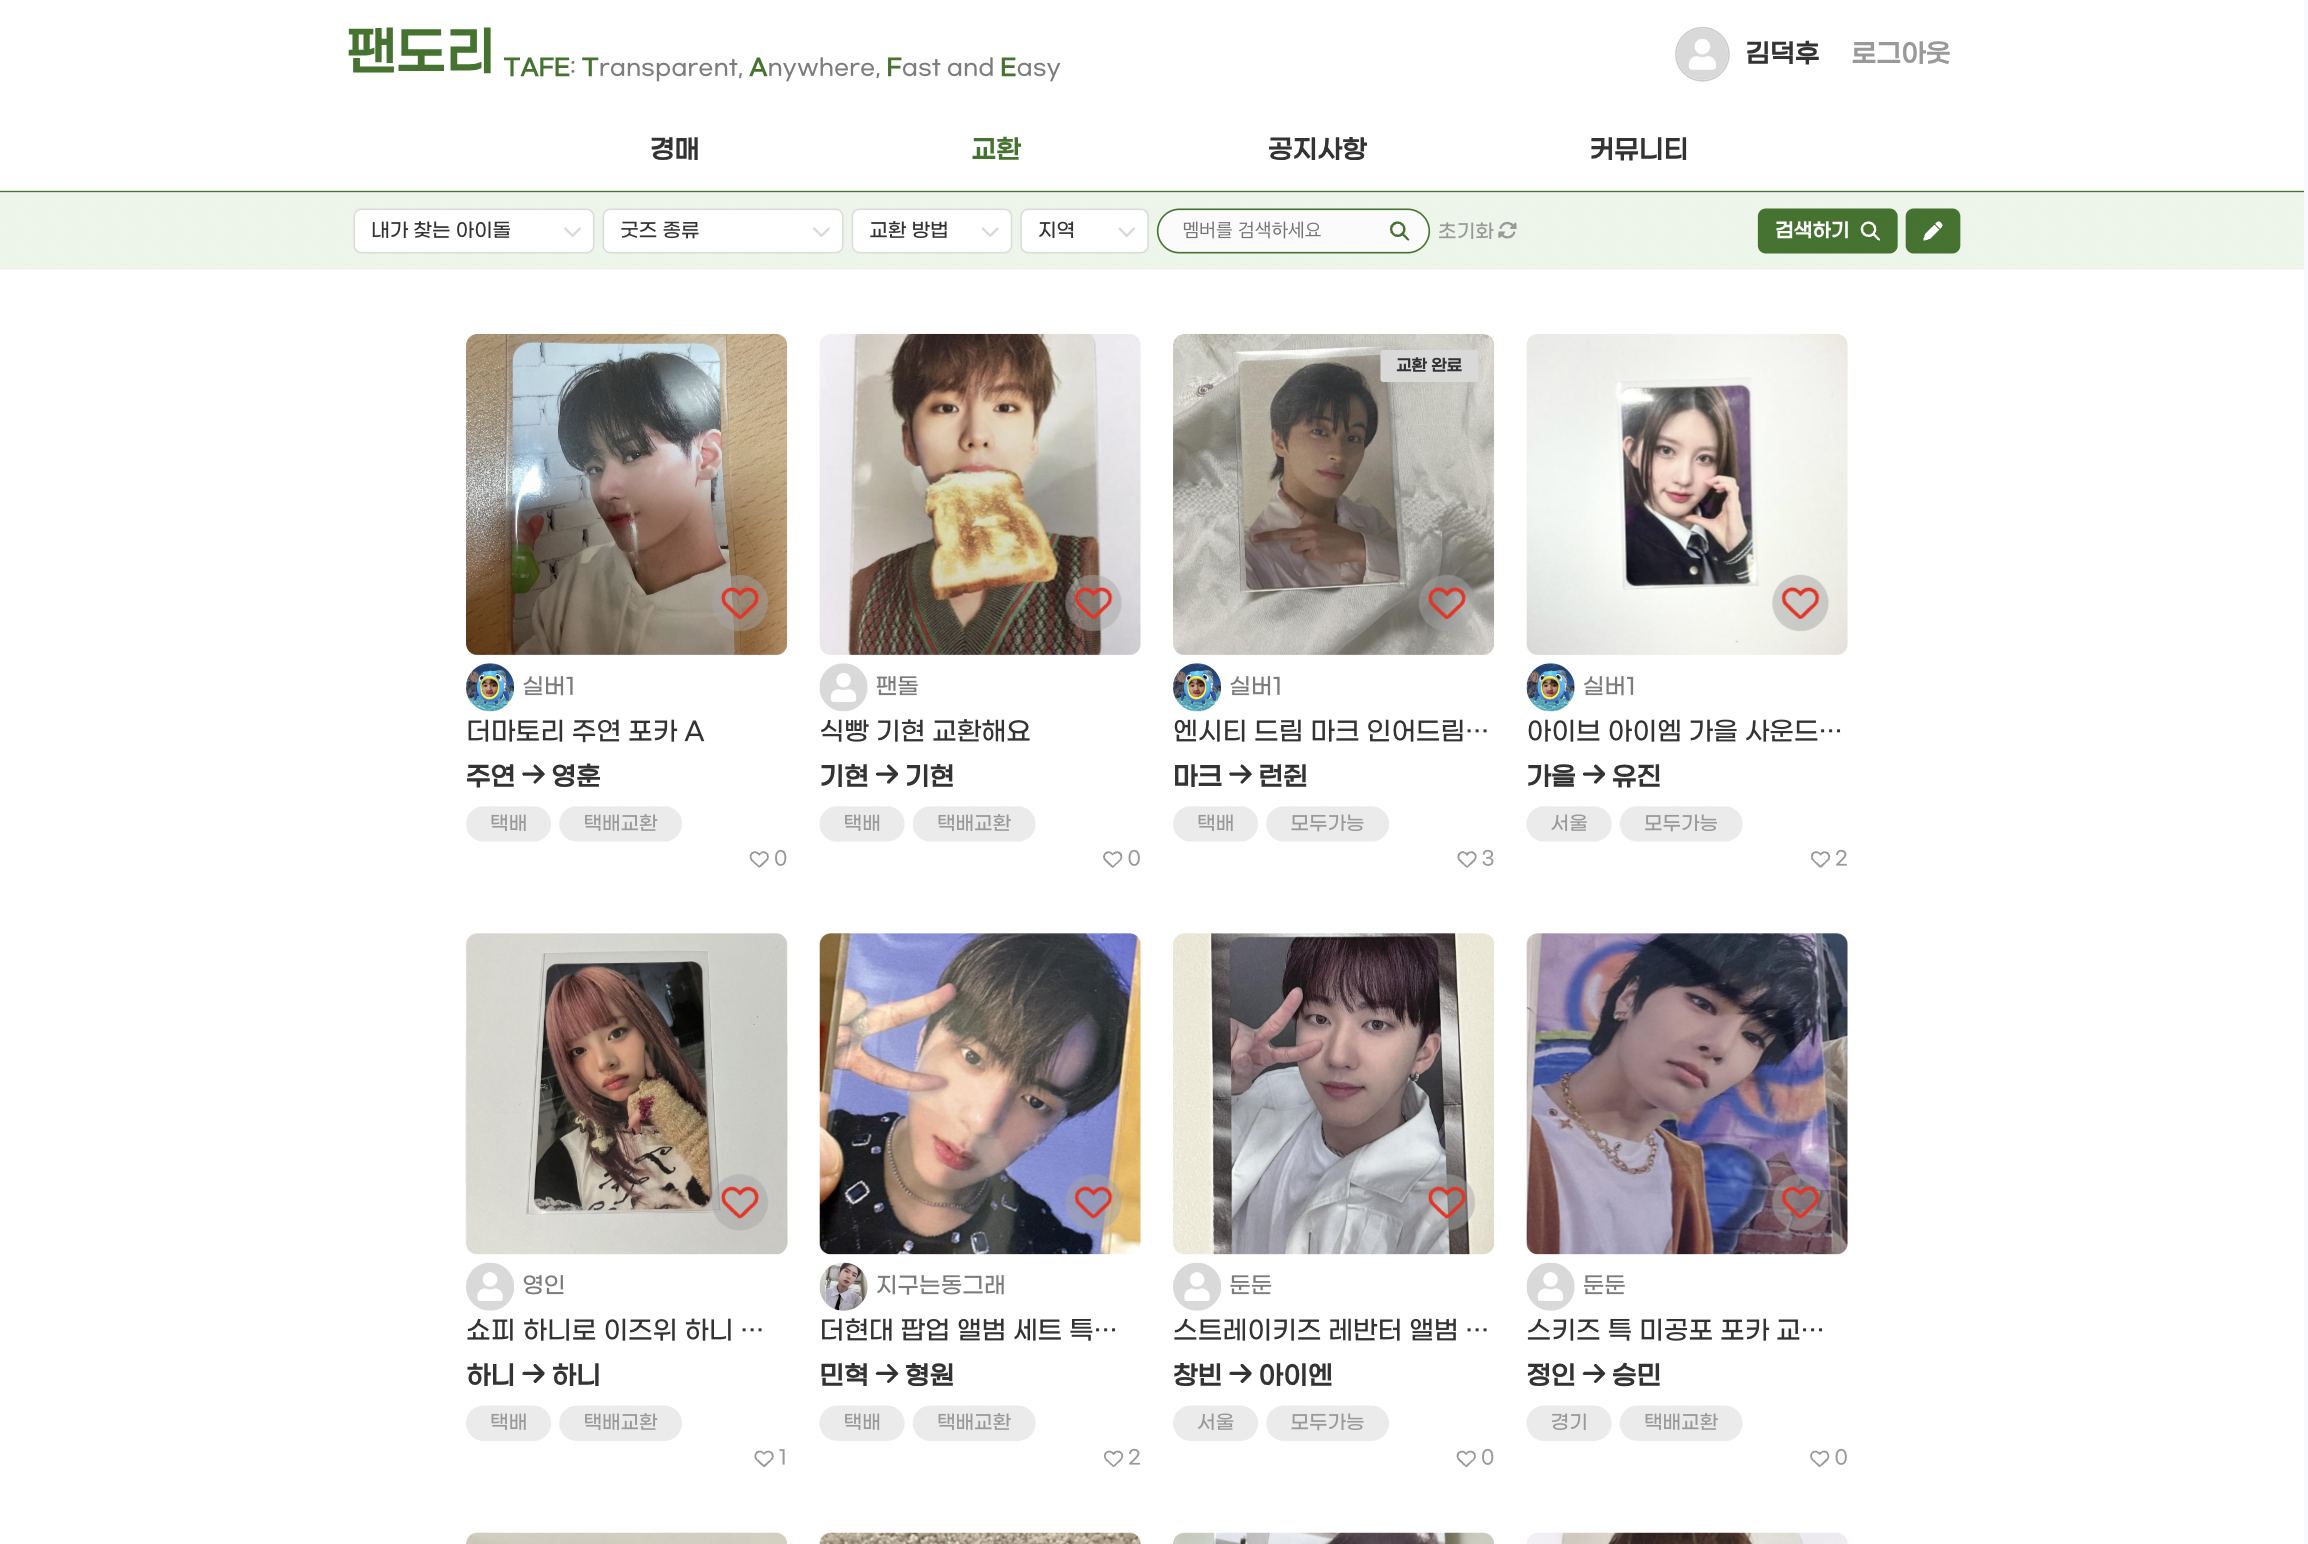 팬도리 TAFE: Transparent, Anywhere, Fast and Easy
김덕후 로그아웃
경매 교환 공지사항 커뮤니티
내가 찾는 아이돌 굿즈 종류 교환 방법 지역 멤버를 검색하세요 초기화 검색하기
교환 완료
실버1
더마토리 주연 포카 A
주연 → 영훈
택배 택배교환
0
팬돌
식빵 기현 교환해요
기현 → 기현
택배 택배교환
0
실버1
엔시티 드림 마크 인어드림…
마크 → 런쥔
택배 모두가능
3
실버1
아이브 아이엠 가을 사운드…
가을 → 유진
서울 모두가능
2
영인
쇼피 하니로 이즈위 하니 …
하니 → 하니
택배 택배교환
1
지구는동그래
더현대 팝업 앨범 세트 특…
민혁 → 형원
택배 택배교환
2
둔둔
스트레이키즈 레반터 앨범 …
창빈 → 아이엔
서울 모두가능
0
둔둔
스키즈 특 미공포 포카 교…
정인 → 승민
경기 택배교환
0